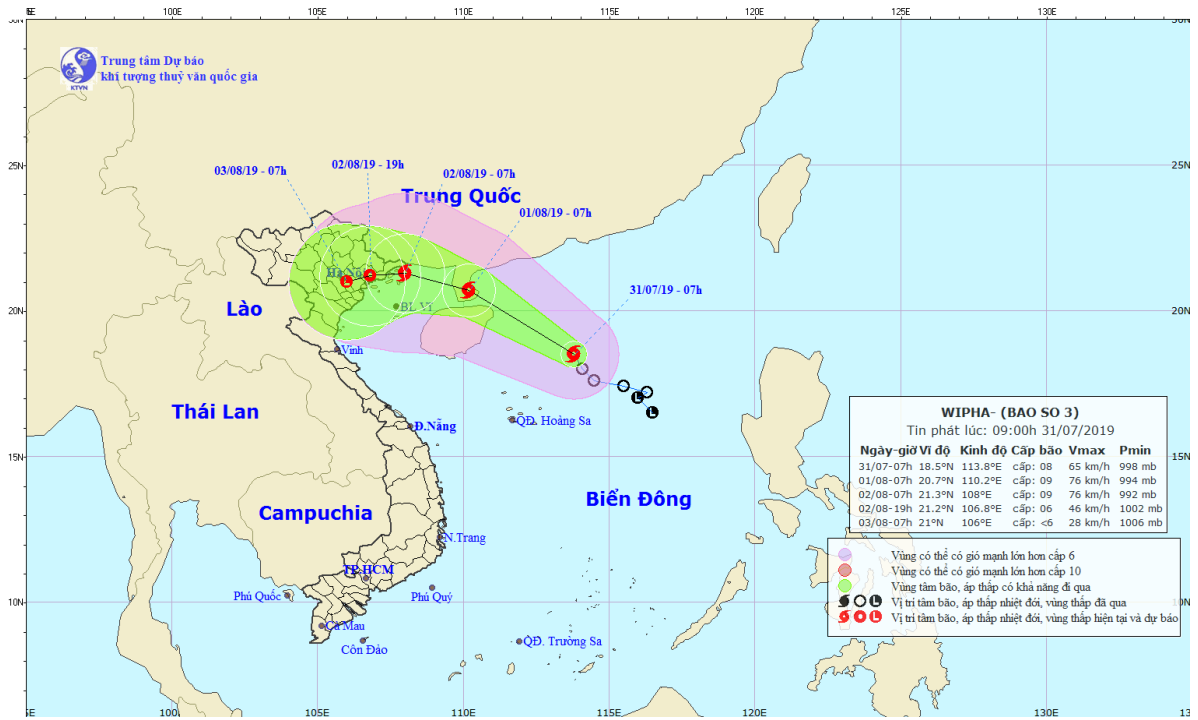 E 100E 105E 110E 115E 120E 125E 130E
30N
Trung tâm Dự báo
khí tượng thuỷ văn quốc gia
KTVN
25N 25N
03/08/19 - 07h 02/08/19 - 19h 02/08/19 - 07h
Trung Quốc
01/08/19 - 07h
Hà Nội
31/07/19 - 07h
Lào BL Vĩ
20N 20N
Vinh
Thái Lan
QĐ. Hoàng Sa
Đ.Nẵng
WIPHA- (BAO SO 3)
Tin phát lúc: 09:00h 31/07/2019
Ngày-giờ Vĩ độ Kinh độ Cấp bão Vmax Pmin
31/07-07h 18.5°N 113.8°E cấp: 08 65 km/h 998 mb
01/08-07h 20.7°N 110.2°E cấp: 09 76 km/h 994 mb
02/08-07h 21.3°N 108°E cấp: 09 76 km/h 992 mb
02/08-19h 21.2°N 106.8°E cấp: 06 46 km/h 1002 mb
03/08-07h 21°N 106°E cấp: <6 28 km/h 1006 mb
15N 15N
Biển Đông
Campuchia
N.Trang
Vùng có thể có gió mạnh lớn hơn cấp 6
Vùng có thể có gió mạnh lớn hơn cấp 10
Vùng tâm bão, áp thấp có khả năng đi qua
L Vị trí tâm bão, áp thấp nhiệt đới, vùng thấp đã qua
L Vị trí tâm bão, áp thấp nhiệt đới, vùng thấp hiện tại và dự báo
TP.HCM
Phú Quốc Phú Quý
10N
Cà Mau
Côn Đảo QĐ. Trường Sa
100E 105E 110E 115E 120E 125E 130E